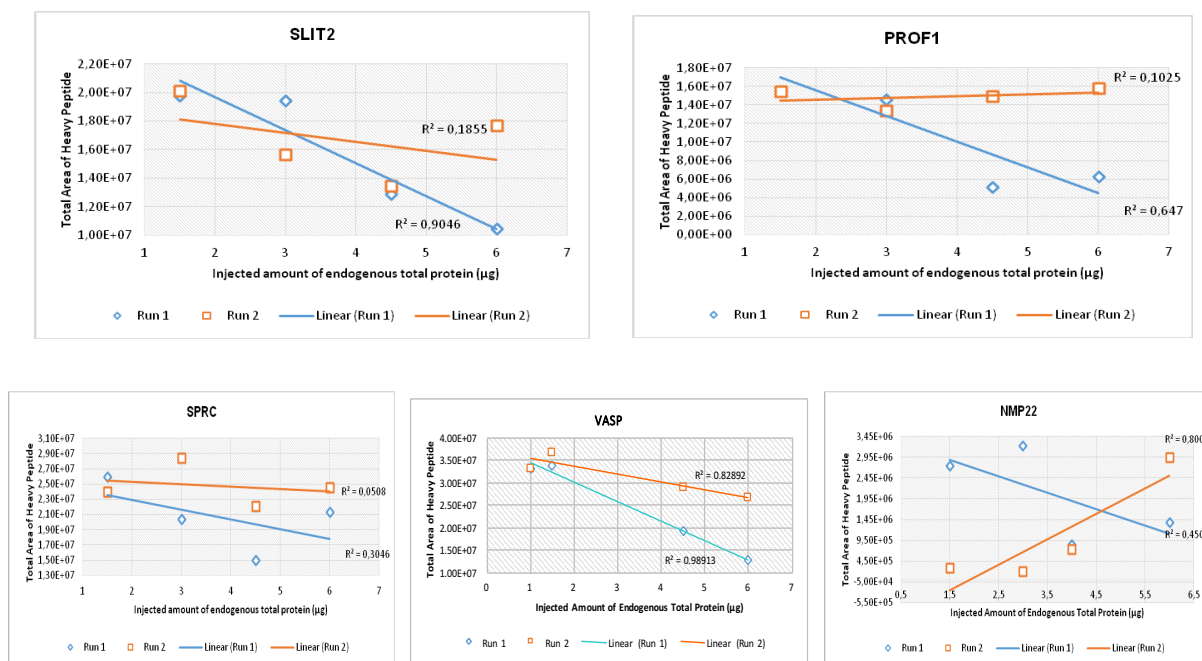 SLIT2
Total Area of Heavy Peptide
2,20E+07
2,00E+07
1,80E+07
1,60E+07
1,40E+07
1,20E+07
1,00E+07
R² = 0,1855
R² = 0,9046
1 2 3 4 5 6 7
Injected amount of endogenous total protein (µg)
Run 1 Run 2 Linear (Run 1) Linear (Run 2)
PROF1
Total Area of Heavy Peptide
1,80E+07
1,60E+07
1,40E+07
1,20E+07
1,00E+07
8,00E+06
6,00E+06
4,00E+06
2,00E+06
0,00E+00
R² = 0,1025
R² = 0,647
1 2 3 4 5 6 7
Injected amount of endogenous total protein (µg)
Run 1 Run 2 Linear (Run 1) Linear (Run 2)
SPRC
Total Area of Heavy Peptide
3,10E+07
2,90E+07
2,70E+07
2,50E+07
2,30E+07
2,10E+07
1,90E+07
1,70E+07
1,50E+07
1,30E+07
R² = 0,0508
R² = 0,3046
1 2 3 4 5 6 7
Injected amount of endogenous total protein (µg)
Run 1 Run 2 Linear (Run 1) Linear (Run 2)
VASP
Total Area of Heavy Peptide
4.00E+07
3.50E+07
3.00E+07
2.50E+07
2.00E+07
1.50E+07
1.00E+07
R² = 0.82892
R² = 0.98913
0 1 2 3 4 5 6 7
Injected Amount of Endogenous Total Protein (µg)
Run 1 Run 2 Linear (Run 1) Linear (Run 2)
NMP22
Total Area of Heavy Peptide
3,45E+06
2,95E+06
2,45E+06
1,95E+06
1,45E+06
9,50E+05
4,50E+05
-5,00E+04
-5,50E+05
R² = 0,800
R² = 0,450
0,5 1,5 2,5 3,5 4,5 5,5 6,5
Injected Amount of Endogenous Total Protein (µg)
Run 1 Run 2 Linear (Run 1) Linear (Run 2)